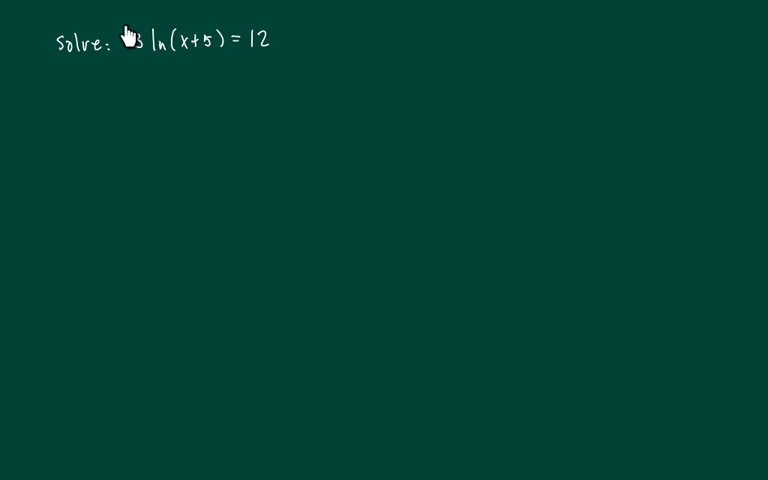 solve: 3 ln(x+5) = 12